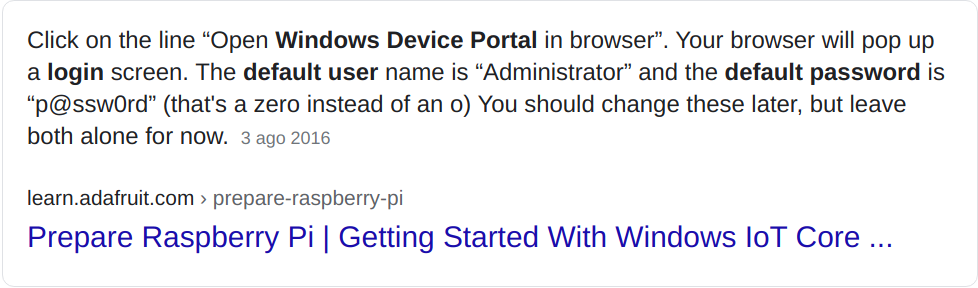 Click on the line “Open Windows Device Portal in browser”. Your browser will pop up
a login screen. The default user name is “Administrator” and the default password is
“p@ssw0rd” (that's a zero instead of an o) You should change these later, but leave
both alone for now. 3 ago 2016
learn.adafruit.com › prepare-raspberry-pi
Prepare Raspberry Pi | Getting Started With Windows IoT Core ...